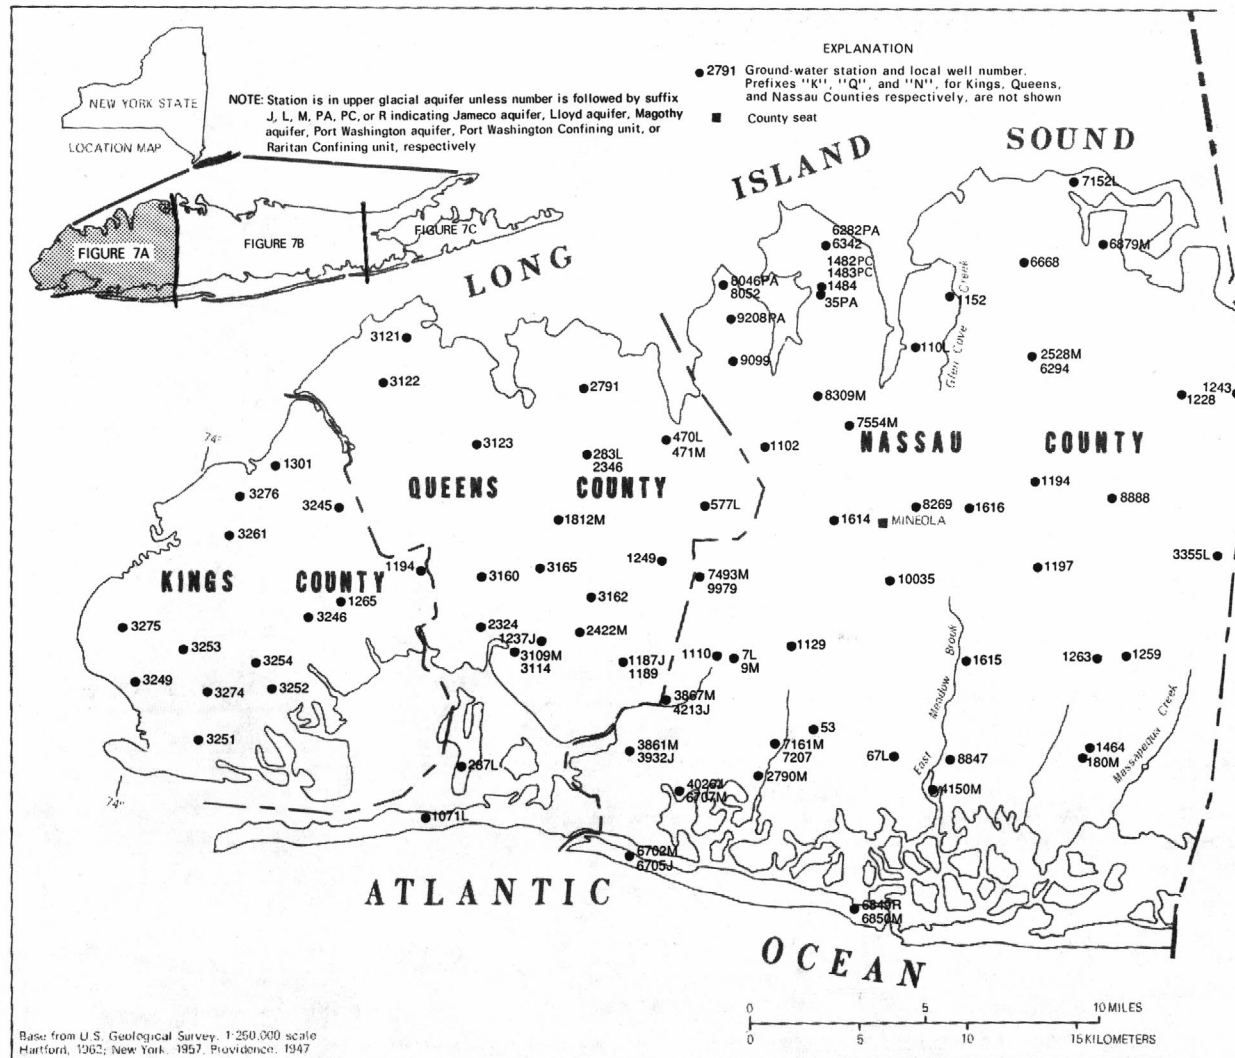 EXPLANATION
2791 Ground-water station and local well number.
Prefixes "K", "Q", and "N", for Kings, Queens,
and Nassau Counties respectively, are not shown
County seat
NEW YORK STATE
LOCATION MAP
NOTE: Station is in upper glacial aquifer unless number is followed by suffix
J, L, M, PA, PC, or R indicating Jameco aquifer, Lloyd aquifer, Magothy
aquifer, Port Washington aquifer, Port Washington Confining unit, or
Raritan Confining unit, respectively
FIGURE 7A
FIGURE 7B
FIGURE 7C
LONG
ISLAND
SOUND
7152L
6282PA
6342
6879M
1482PC
1483PC
6668
8046PA
8052
1484
35PA
1152
Glen Cove Creek
9208PA
3121
110L
9099
2528M
6294
3122
2791
8309M
1243
1228
7554M
74°
3123
470L
471M
1102
NASSAU COUNTY
283L
2346
1301
QUEENS COUNTY
1194
3276
3245
577L
8269
1616
8888
1812M
1614
MINEOLA
3261
1249
3355L
1194
3165
3160
7493M
9979
1197
KINGS COUNTY
10035
1265
3162
3246
3275
2324
2422M
1237J
1129
3253
3109M
3114
1110
7L
9M
3254
1187J
1189
1615
1263
1259
3249
3274
3252
3867M
4213J
East Meadow Brook
Massapequa Creek
53
3251
7161M
7207
1464
180M
3861M
3932J
67L
8847
287L
2790M
74°
6707M
4150M
1071L
6702M
6705J
ATLANTIC
6849R
6850M
OCEAN
0 5 10 MILES
0 5 15 KILOMETERS
Base from U.S. Geological Survey, 1:250,000 scale
Hartford, 1962; New York, 1957, Providence, 1947